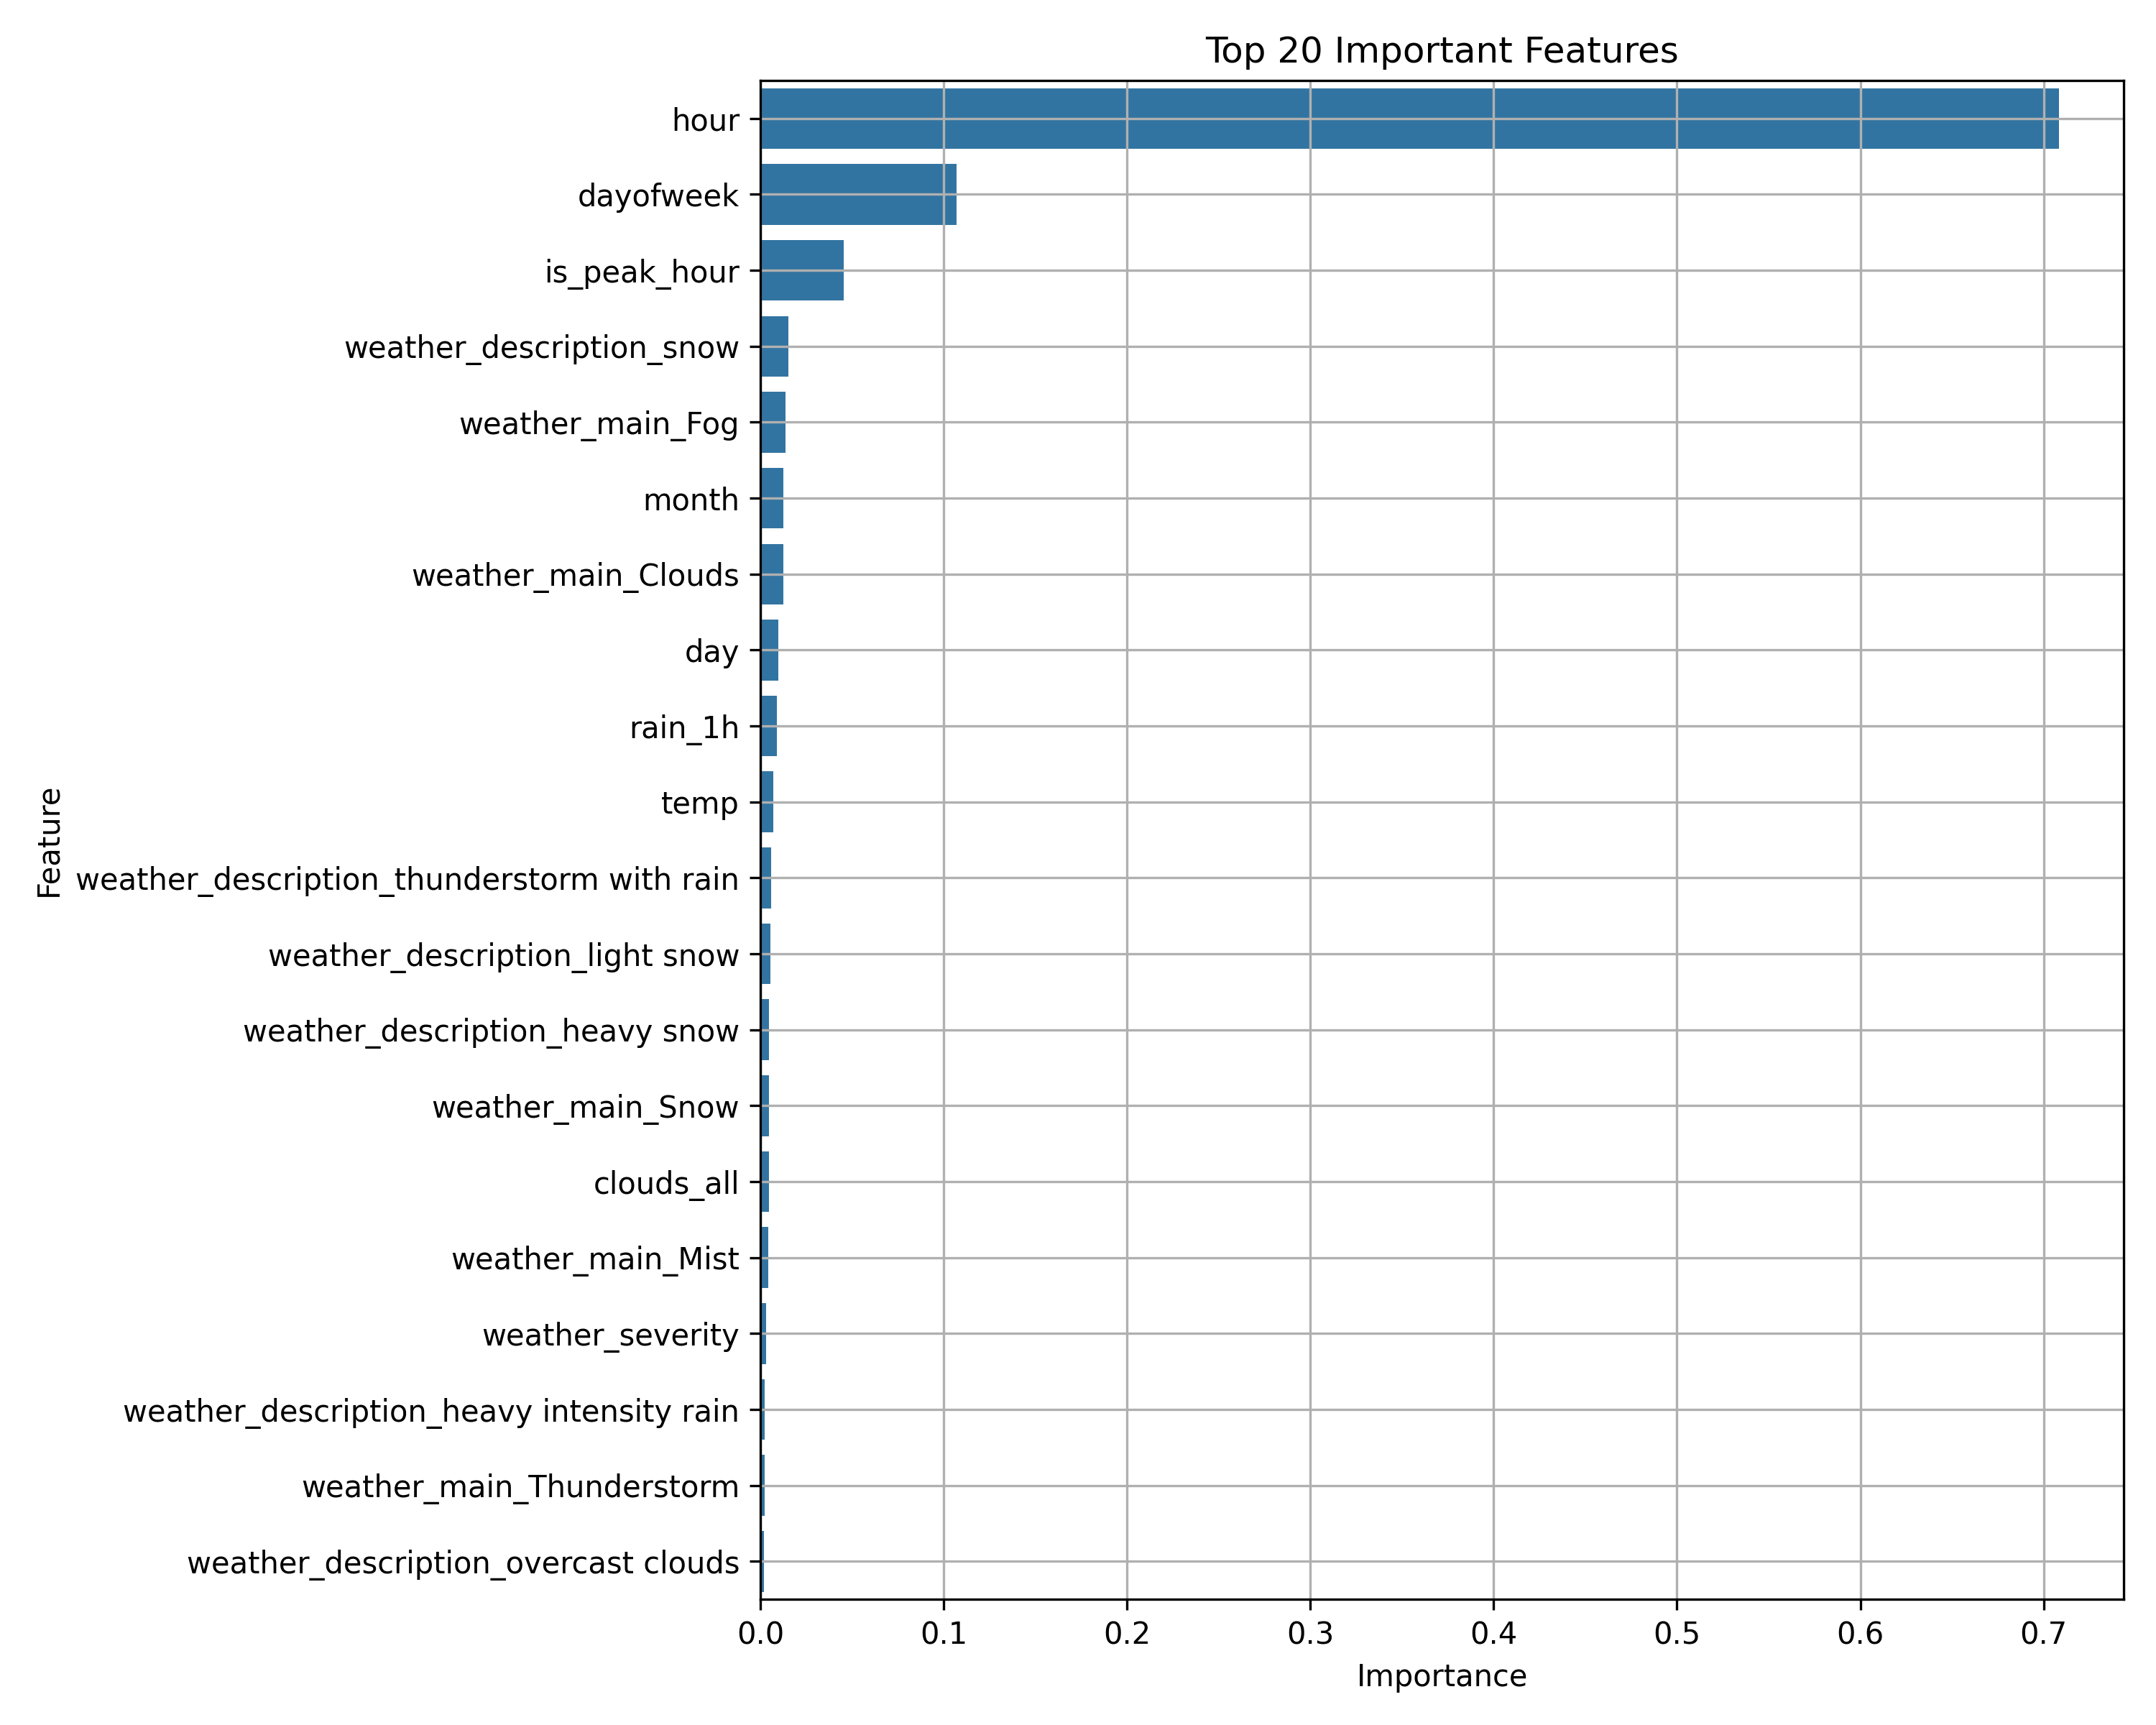 Top 20 Important Features
hour
dayofweek
is_peak_hour
weather_description_snow
weather_main_Fog
month
weather_main_Clouds
day
rain_1h
temp
weather_description_thunderstorm with rain
weather_description_light snow
weather_description_heavy snow
weather_main_Snow
clouds_all
weather_main_Mist
weather_severity
weather_description_heavy intensity rain
weather_main_Thunderstorm
weather_description_overcast clouds
Feature
0.0 0.1 0.2 0.3 0.4 0.5 0.6 0.7
Importance